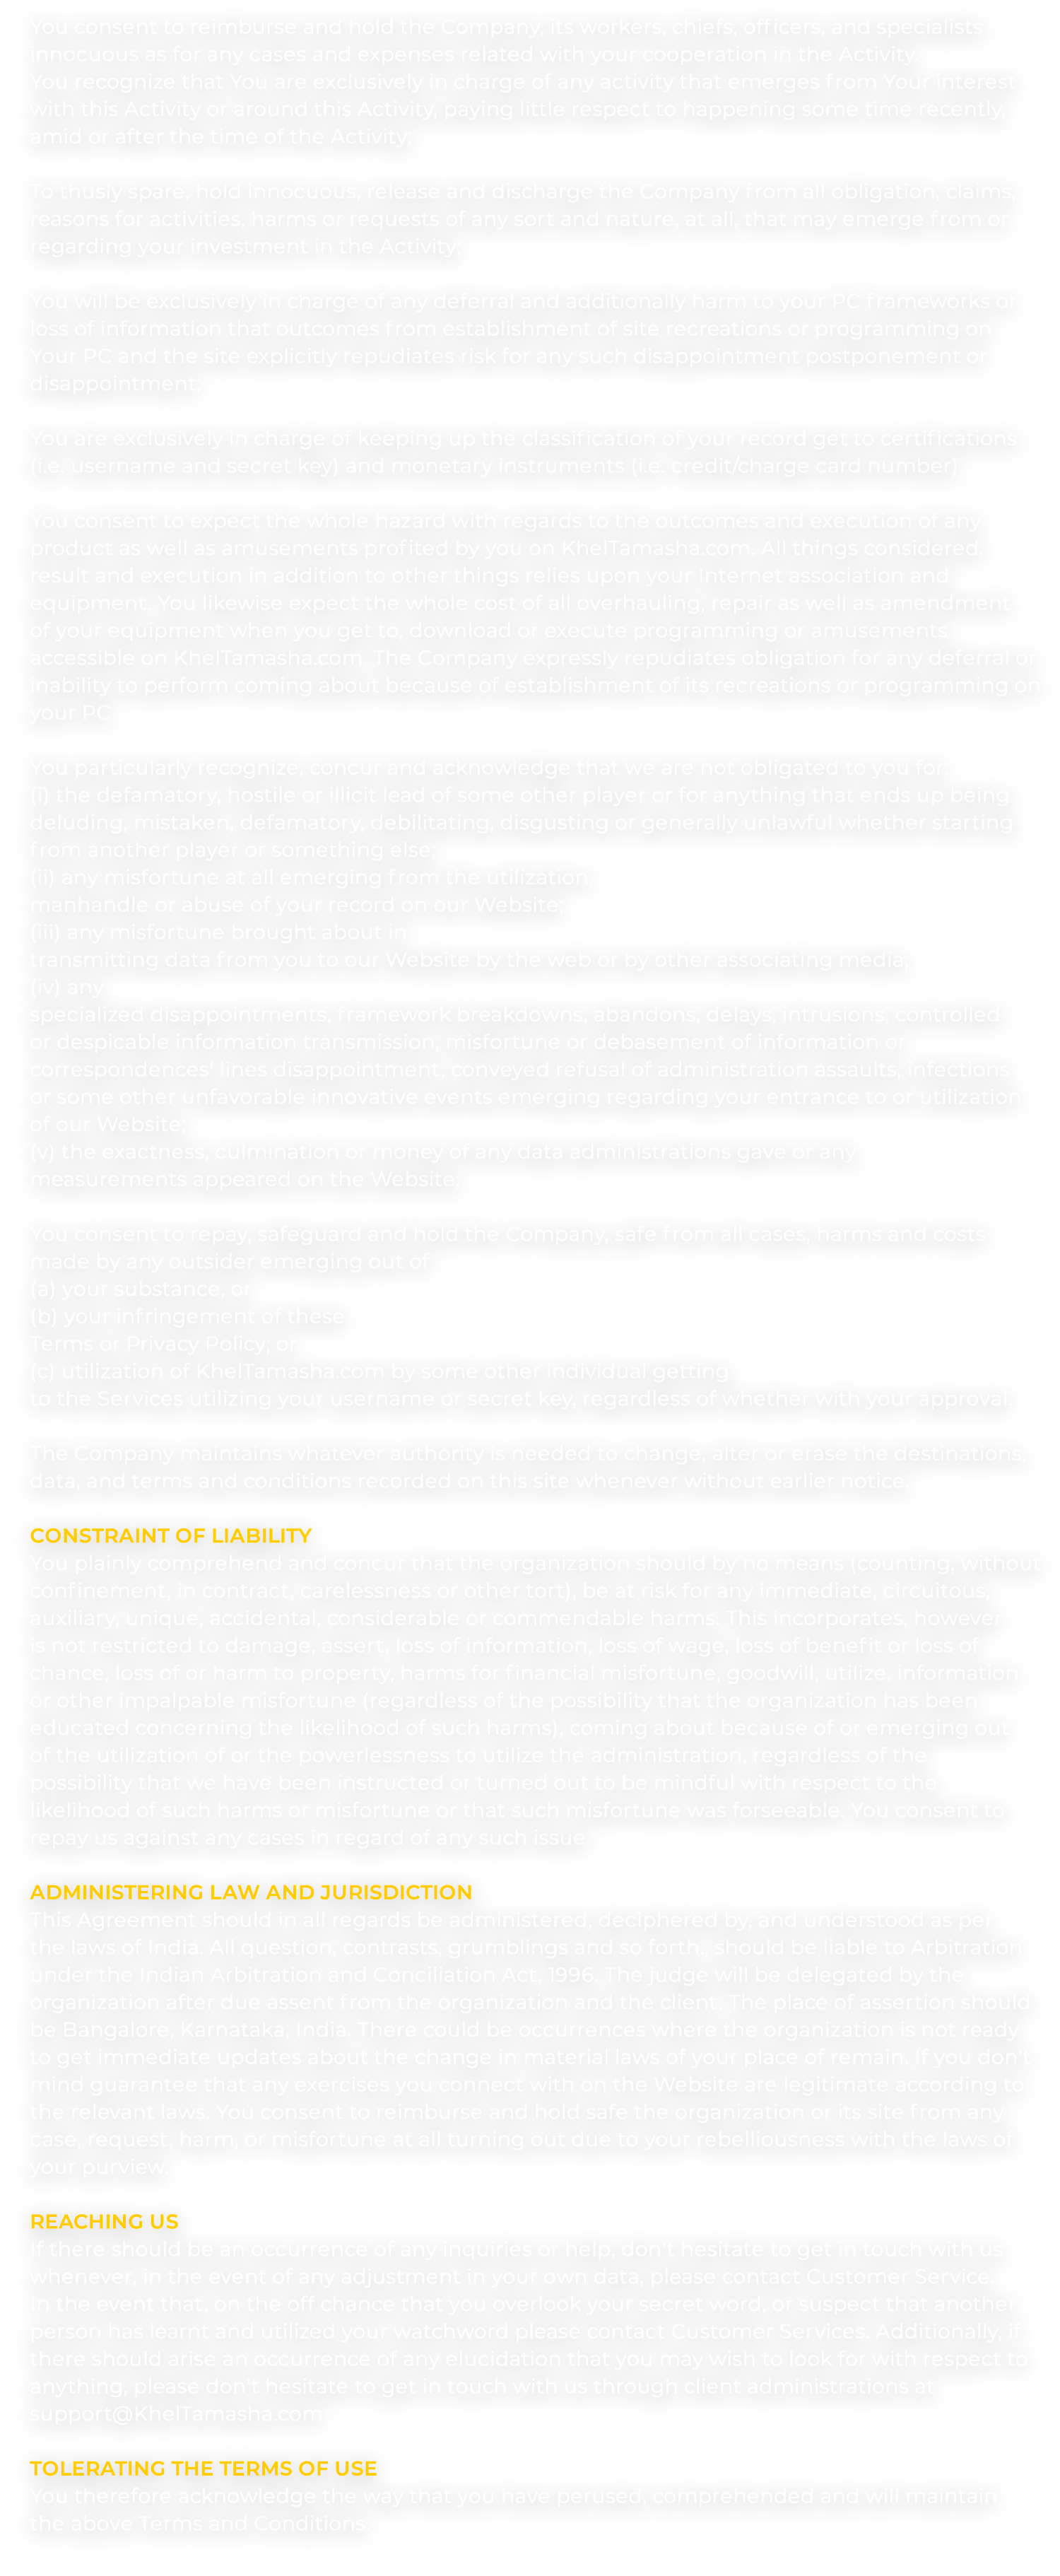 You consent to reimburse and hold the Company, its workers, chiefs, officers, and specialists
innocuous as for any cases and expenses related with your cooperation in the Activity.
You recognize that You are exclusively in charge of any activity that emerges from Your interest
with this Activity or around this Activity, paying little respect to happening some time recently,
amid or after the time of the Activity;
To thusly spare, hold innocuous, release and discharge the Company from all obligation, claims,
reasons for activities, harms or requests of any sort and nature, at all, that may emerge from or
regarding your investment in the Activity;
You will be exclusively in charge of any deferral and additionally harm to your PC frameworks or
loss of information that outcomes from establishment of site recreations or programming on
Your PC and the site explicitly repudiates risk for any such disappointment postponement or
disappointment;
You are exclusively in charge of keeping up the classification of your record get to certifications
(i.e. username and secret key) and monetary instruments (i.e. credit/charge card number).
You consent to expect the whole hazard with regards to the outcomes and execution of any
product as well as amusements profited by you on KhelTamasha.com. All things considered,
result and execution in addition to other things relies upon your Internet association and
equipment. You likewise expect the whole cost of all overhauling, repair as well as amendment
of your equipment when you get to, download or execute programming or amusements
accessible on KhelTamasha.com. The Company expressly repudiates obligation for any deferral or
inability to perform coming about because of establishment of its recreations or programming on
your PC.
You particularly recognize, concur and acknowledge that we are not obligated to you for:
(i) the defamatory, hostile or illicit lead of some other player or for anything that ends up being
deluding, mistaken, defamatory, debilitating, disgusting or generally unlawful whether starting
from another player or something else;
(ii) any misfortune at all emerging from the utilization,
manhandle or abuse of your record on our Website;
(iii) any misfortune brought about in
transmitting data from you to our Website by the web or by other associating media;
(iv) any
specialized disappointments, framework breakdowns, abandons, delays, intrusions, controlled
or despicable information transmission, misfortune or debasement of information or
correspondences' lines disappointment, conveyed refusal of administration assaults, infections
or some other unfavorable innovative events emerging regarding your entrance to or utilization
of our Website;
(v) the exactness, culmination or money of any data administrations gave or any
measurements appeared on the Website;
You consent to repay, safeguard and hold the Company, safe from all cases, harms and costs
made by any outsider emerging out of
(a) your substance, or
(b) your infringement of these
Terms or Privacy Policy; or
(c) utilization of KhelTamasha.com by some other individual getting
to the Services utilizing your username or secret key, regardless of whether with your approval.
The Company maintains whatever authority is needed to change, alter or erase the destinations,
data, and terms and conditions recorded on this site whenever without earlier notice.
CONSTRAINT OF LIABILITY
You plainly comprehend and concur that the organization should by no means (counting, without
confinement, in contract, carelessness or other tort), be at risk for any immediate, circuitous,
auxiliary, unique, accidental, considerable or commendable harms. This incorporates, however
is not restricted to damage, assert, loss of information, loss of wage, loss of benefit or loss of
chance, loss of or harm to property, harms for financial misfortune, goodwill, utilize, information
or other impalpable misfortune (regardless of the possibility that the organization has been
educated concerning the likelihood of such harms), coming about because of or emerging out
of the utilization of or the powerlessness to utilize the administration, regardless of the
possibility that we have been instructed or turned out to be mindful with respect to the
likelihood of such harms or misfortune or that such misfortune was forseeable. You consent to
repay us against any cases in regard of any such issue.
ADMINISTERING LAW AND JURISDICTION
This Agreement should in all regards be administered, deciphered by, and understood as per
the laws of India. All question, contrasts, grumblings and so forth., should be liable to Arbitration
under the Indian Arbitration and Conciliation Act, 1996. The judge will be delegated by the
organization after due assent from the organization and the client. The place of assertion should
be Bangalore, Karnataka, India. There could be occurrences where the organization is not ready
to get immediate updates about the change in material laws of your place of remain. If you don't
mind guarantee that any exercises you connect with on the Website are legitimate according to
the relevant laws. You consent to reimburse and hold safe the organization or its site from any
case, request, harm, or misfortune at all turning out due to your rebelliousness with the laws of
your purview.
REACHING US
If there should be an occurrence of any inquiries or help, don't hesitate to get in touch with us
whenever, in the event of any adjustment in your own data, please contact Customer Service.
In the event that, on the off chance that you overlook your secret word, or suspect that another
person has learnt and utilized your watchword please contact Customer Services. Additionally, if
there should arise an occurrence of any elucidation that you may wish to look for with respect to
anything, please don't hesitate to get in touch with us through client administrations at
support@KhelTamasha.com
TOLERATING THE TERMS OF USE
You therefore acknowledge the way that you have perused, comprehended and will maintain
the above Terms and Conditions.